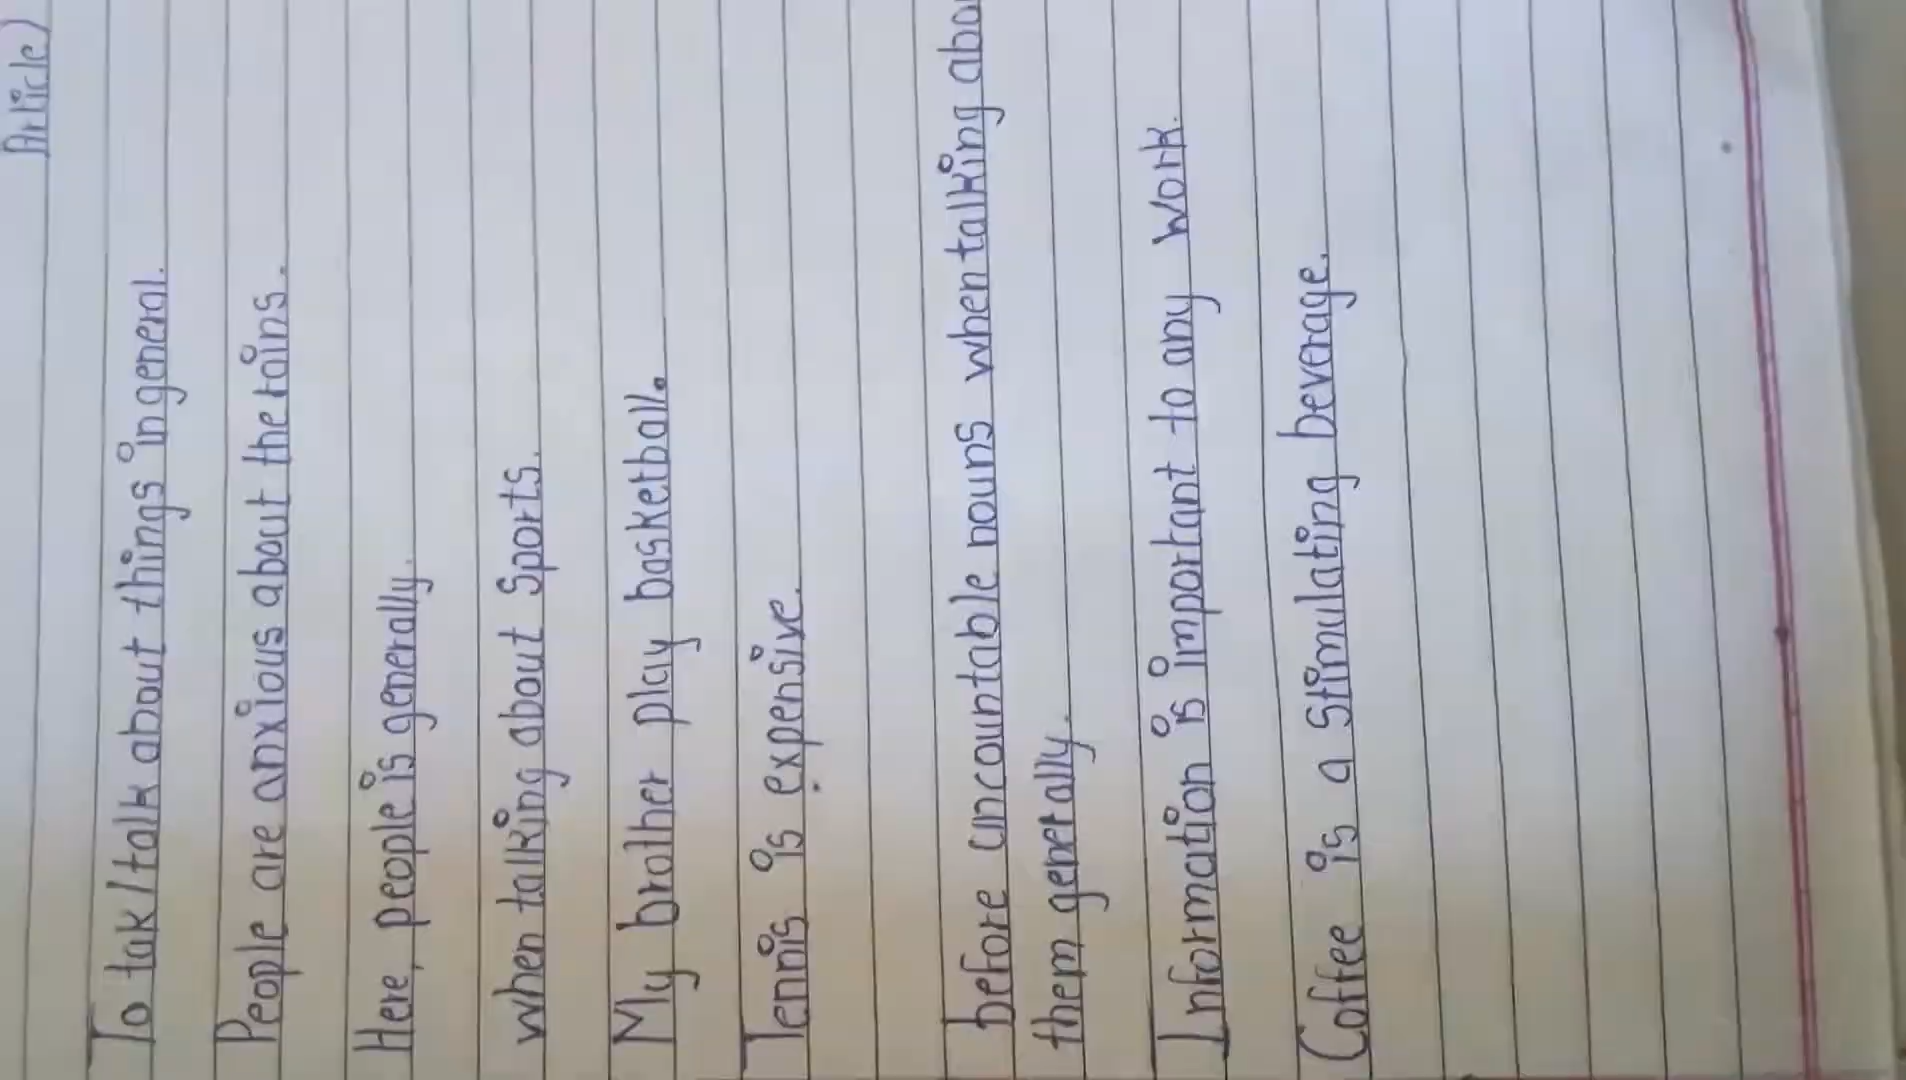 Article)
To tak/talk about things in general.
People are anxious about the rains.
Here, people is generally.
when talking about sports.
My brother play basketball.
Tennis is expensive.
before uncountable nouns when talking abou
them generally.
Information is important to any work.
Coffee is a stimulating beverage.